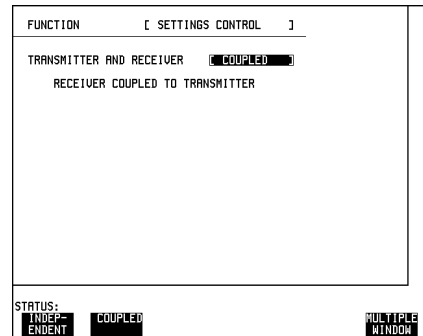 FUNCTION [ SETTINGS CONTROL ]
TRANSMITTER AND RECEIVER [ COUPLED ]
RECEIVER COUPLED TO TRANSMITTER
STATUS:
INDEP-
ENDENT
COUPLED
MULTIPLE
WINDOW